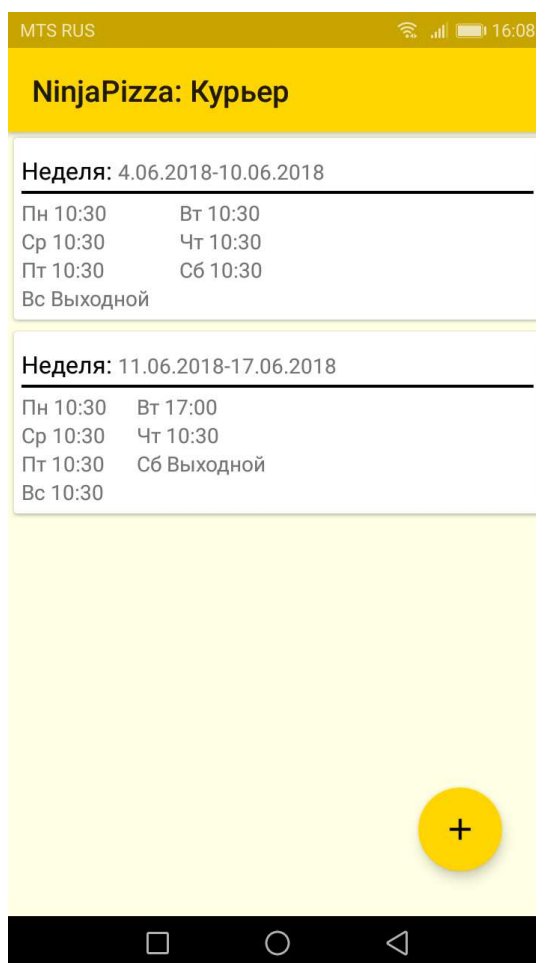 MTS RUS 16:08
NinjaPizza: Курьер
Неделя: 4.06.2018-10.06.2018
Пн 10:30 Вт 10:30
Ср 10:30 Чт 10:30
Пт 10:30 Сб 10:30
Вс Выходной
Неделя: 11.06.2018-17.06.2018
Пн 10:30 Вт 17:00
Ср 10:30 Чт 10:30
Пт 10:30 Сб Выходной
Вс 10:30
+